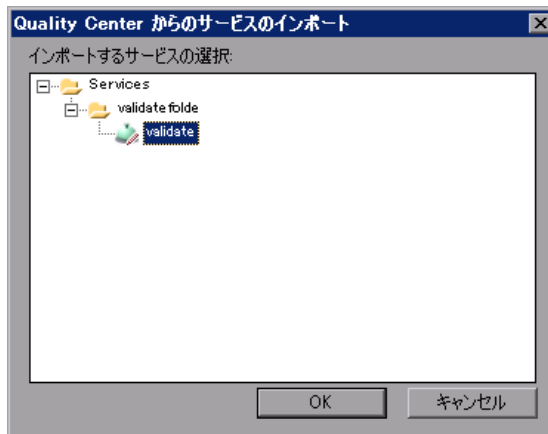 Quality Center からのサービスのインポート
インポートするサービスの選択:
Services
validate folde
validate
OK
キャンセル